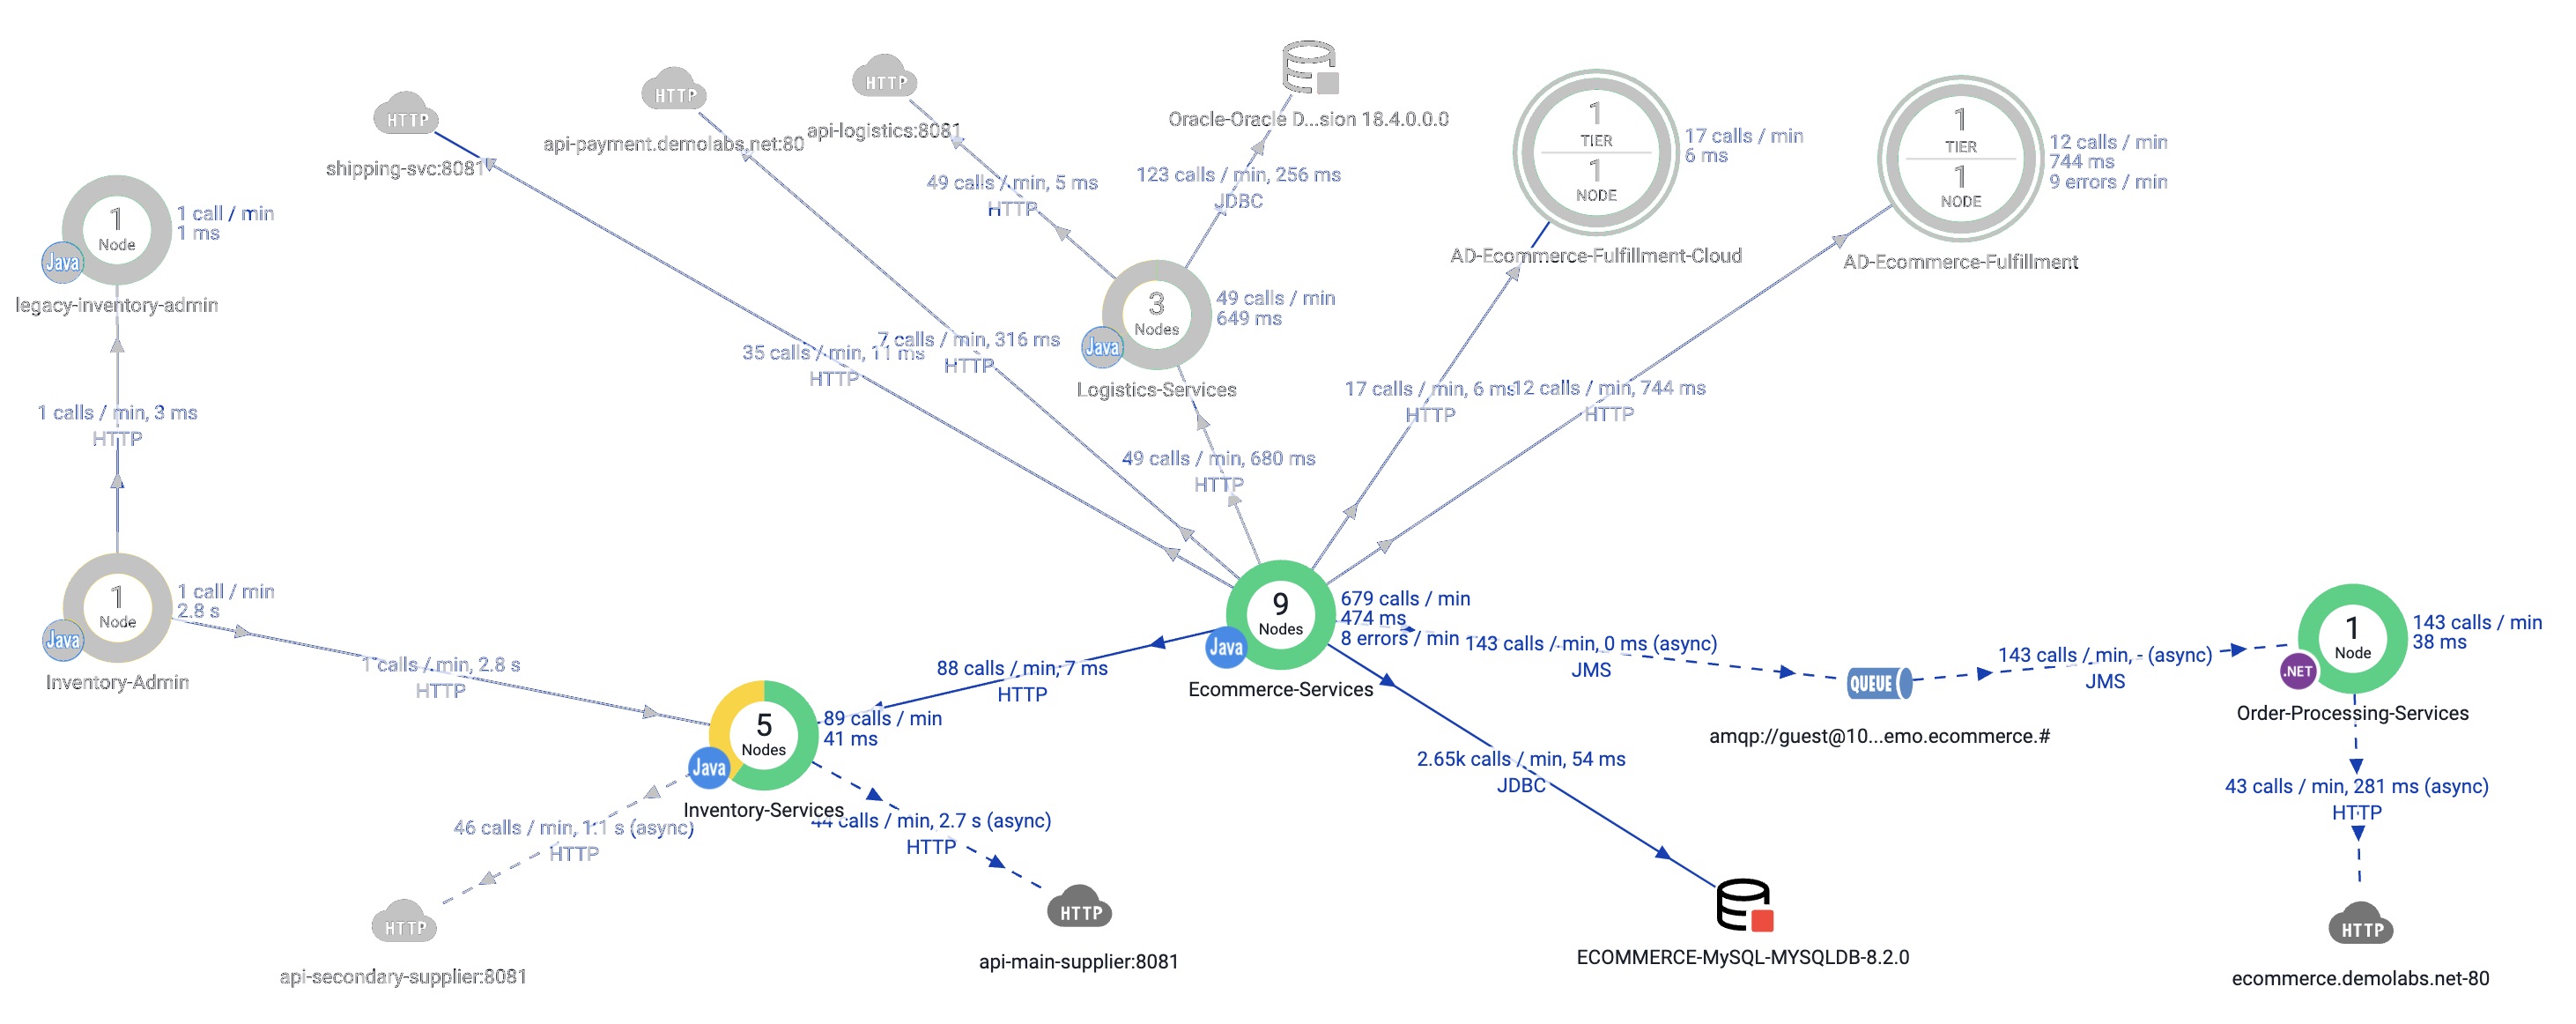 HTTP
shipping-svc:8081
HTTP
api-payment.demolabs.net:80
HTTP
api-logistics:8081
Oracle-Oracle D...sion 18.4.0.0.0
1
TIER
1
NODE
17 calls / min
6 ms
AD-Ecommerce-Fulfillment-Cloud
1
TIER
1
NODE
12 calls / min
744 ms
9 errors / min
AD-Ecommerce-Fulfillment
1
Node
Java
1 call / min
1 ms
legacy-inventory-admin
49 calls / min, 5 ms
HTTP
123 calls / min, 256 ms
JDBC
3
Nodes
Java
49 calls / min
649 ms
Logistics-Services
35 calls / min, 11 ms
HTTP
7 calls / min, 316 ms
HTTP
17 calls / min, 6 ms
HTTP
12 calls / min, 744 ms
HTTP
1 calls / min, 3 ms
HTTP
49 calls / min, 680 ms
HTTP
1
Node
Java
1 call / min
2.8 s
Inventory-Admin
1 calls / min, 2.8 s
HTTP
9
Nodes
Java
679 calls / min
474 ms
8 errors / min
Ecommerce-Services
88 calls / min, 7 ms
HTTP
143 calls / min, 0 ms (async)
JMS
QUEUE
amqp://guest@10...emo.ecommerce.#
143 calls / min, - (async)
JMS
1
Node
.NET
143 calls / min
38 ms
Order-Processing-Services
5
Nodes
Java
89 calls / min
41 ms
Inventory-Services
2.65k calls / min, 54 ms
JDBC
43 calls / min, 281 ms (async)
HTTP
46 calls / min, 1.1 s (async)
HTTP
44 calls / min, 2.7 s (async)
HTTP
HTTP
api-secondary-supplier:8081
HTTP
api-main-supplier:8081
ECOMMERCE-MySQL-MYSQLDB-8.2.0
HTTP
ecommerce.demolabs.net-80